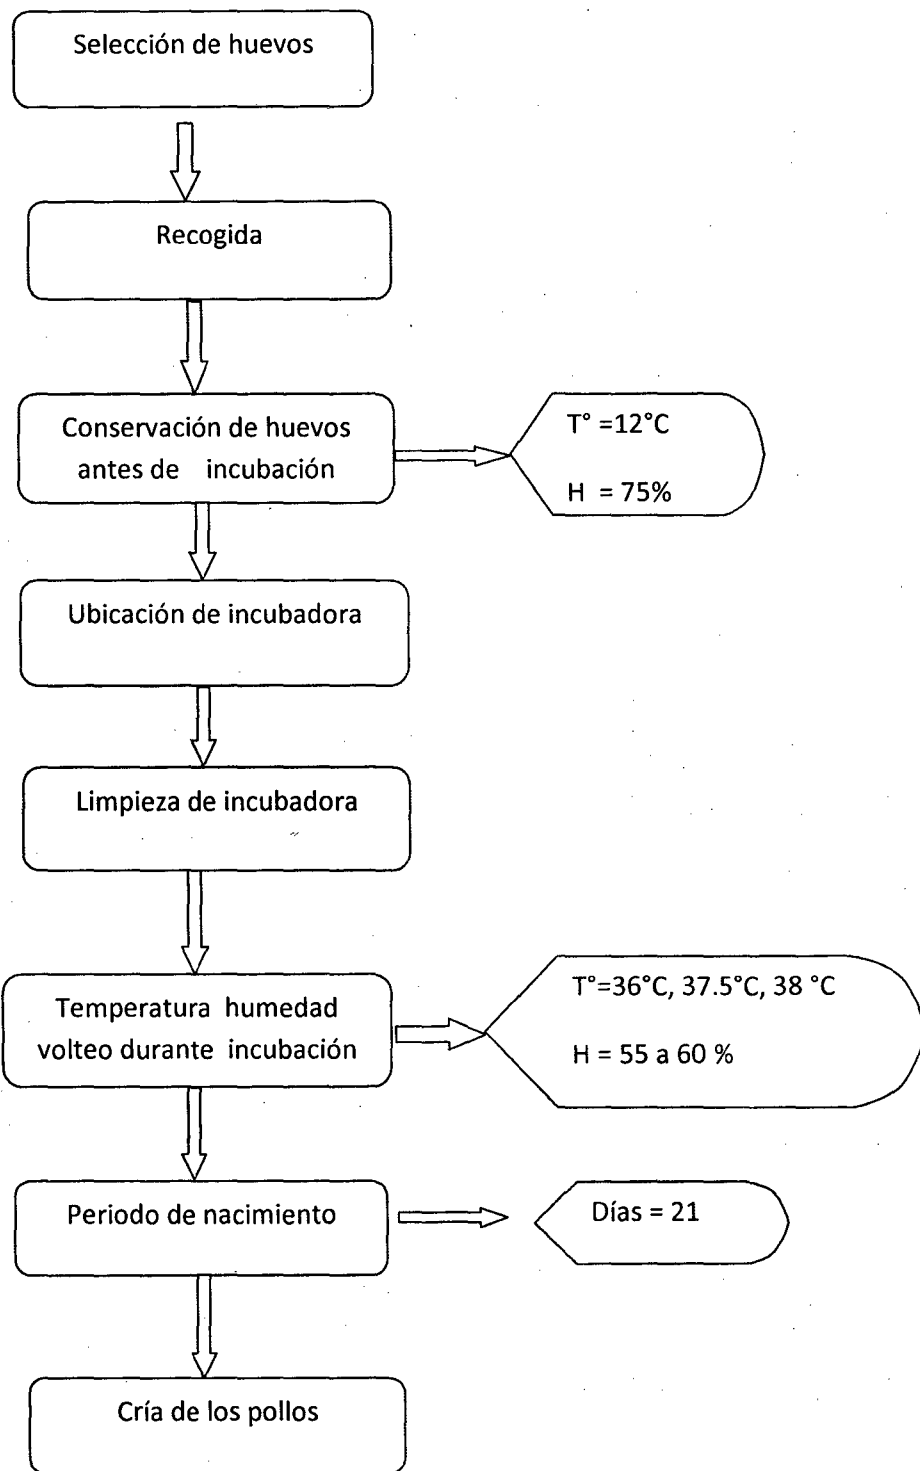 Selección de huevos
Recogida
Conservación de huevos
antes de incubación
T° =12°C
H = 75%
Ubicación de incubadora
Limpieza de incubadora
Temperatura humedad
volteo durante incubación
T°=36°C, 37.5°C, 38 °C
H = 55 a 60 %
Periodo de nacimiento
Días = 21
Cría de los pollos